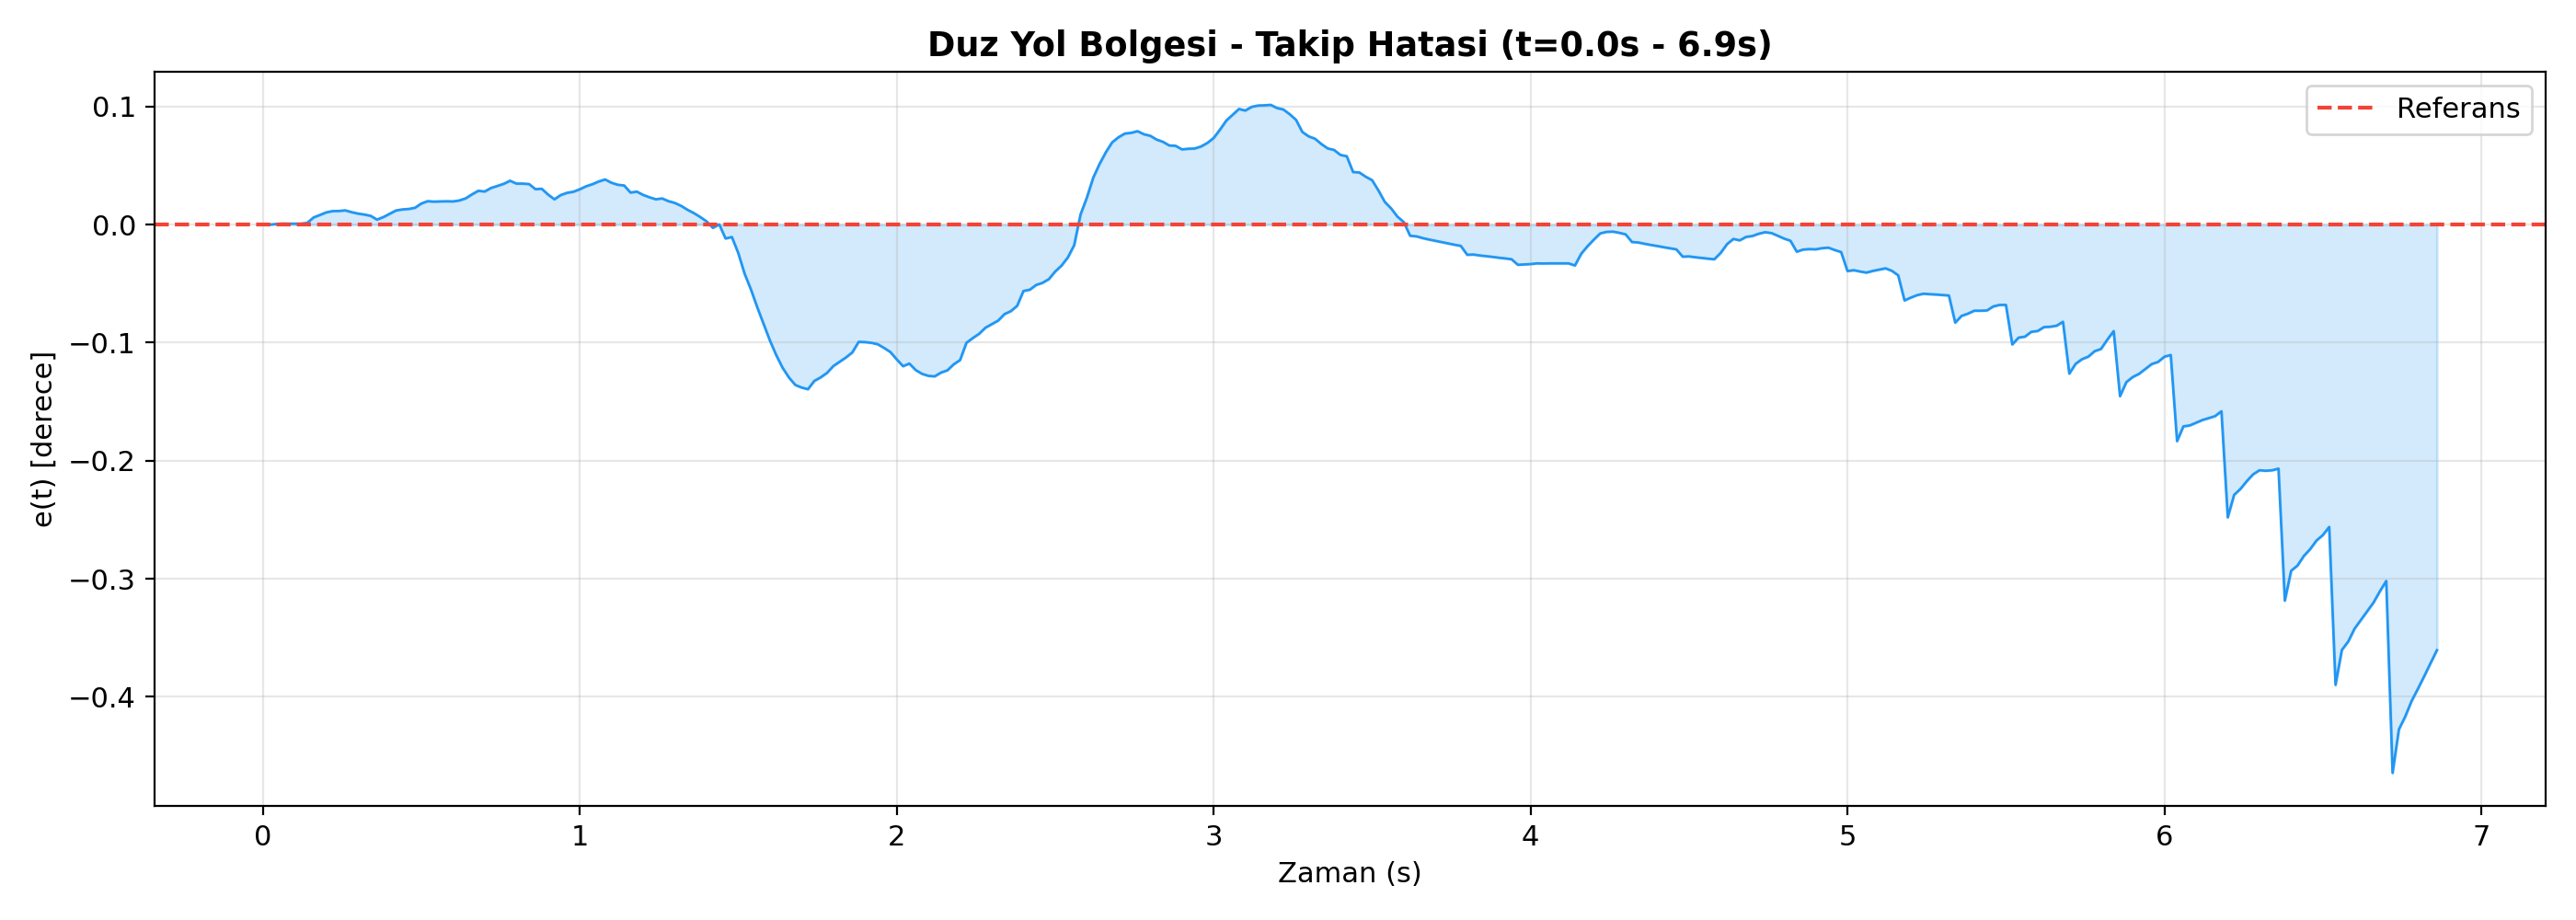 Duz Yol Bolgesi - Takip Hatasi (t=0.0s - 6.9s)
Referans
e(t) [derece]
0.1
0.0
−0.1
−0.2
−0.3
−0.4
0 1 2 3 4 5 6 7
Zaman (s)